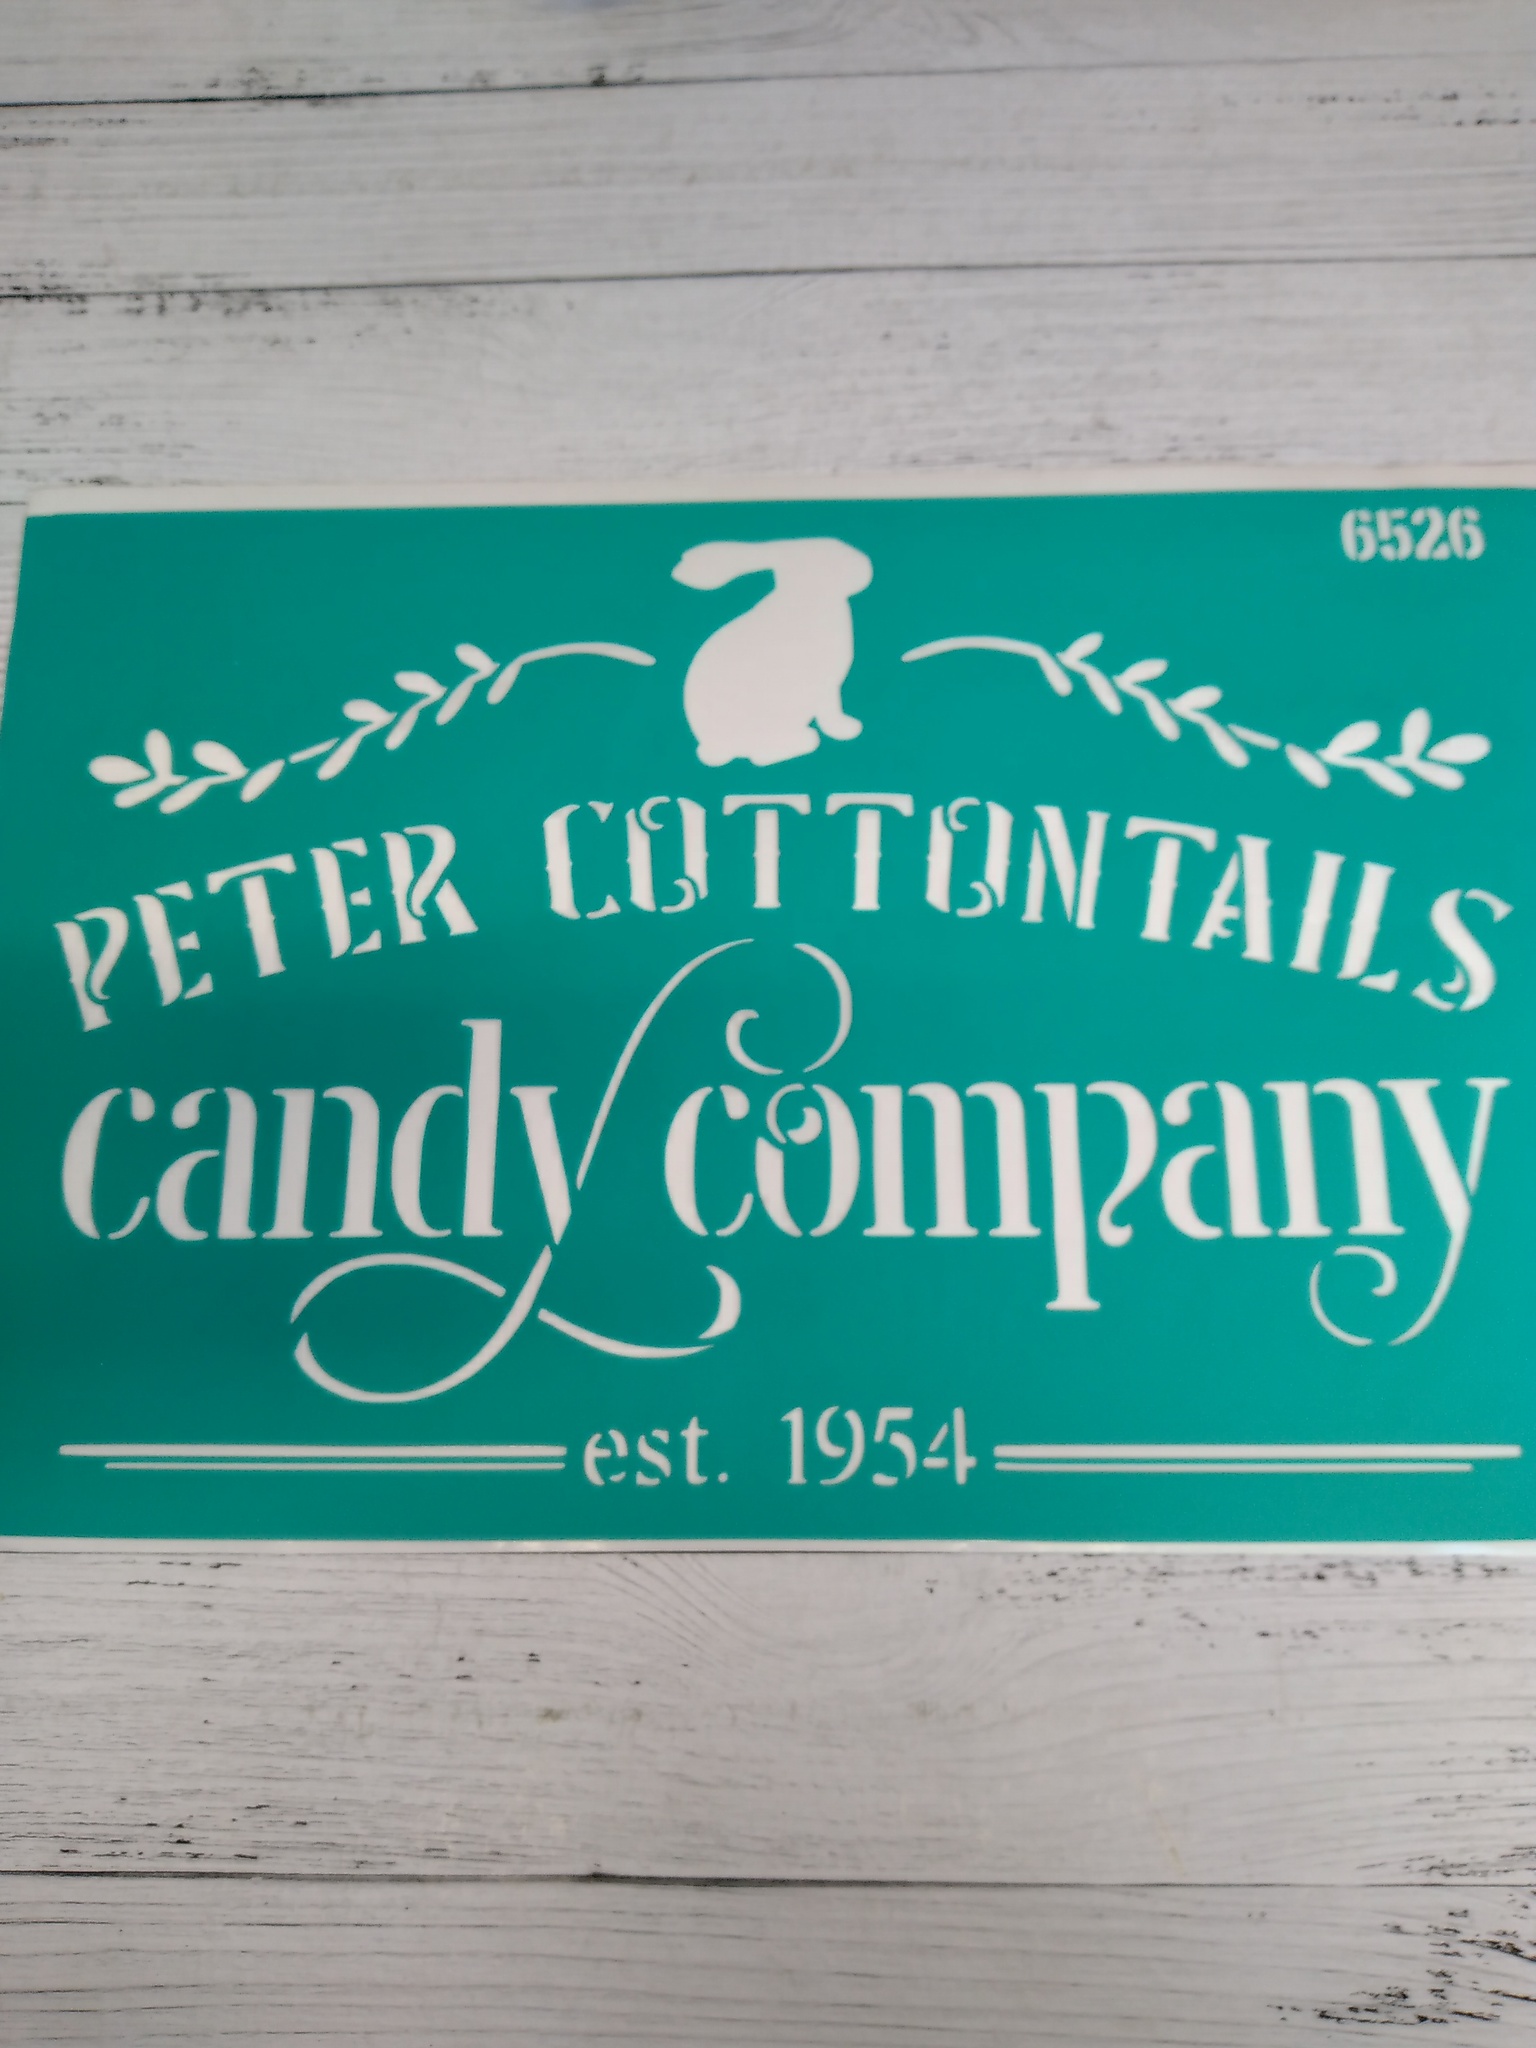 6526
PETER COTTONTAILS
candy company
est. 1954